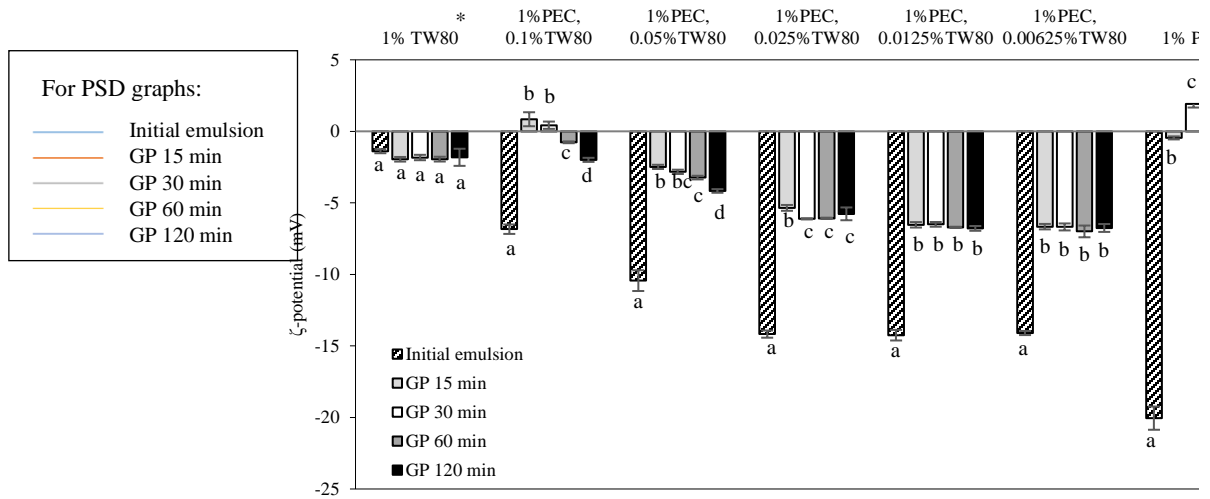 *
1% TW80
1%PEC,
0.1%TW80
1%PEC,
0.05%TW80
1%PEC,
0.025%TW80
1%PEC,
0.0125%TW80
1%PEC,
0.00625%TW80
1% P
For PSD graphs:
Initial emulsion
GP 15 min
GP 30 min
GP 60 min
GP 120 min
ζ-potential (mV)
5
0
-5
-10
-15
-20
-25
a a a a a
a b b c d
a b bc c d
a b c c c
a b b b b
a b b b b
a b c
Initial emulsion
GP 15 min
GP 30 min
GP 60 min
GP 120 min